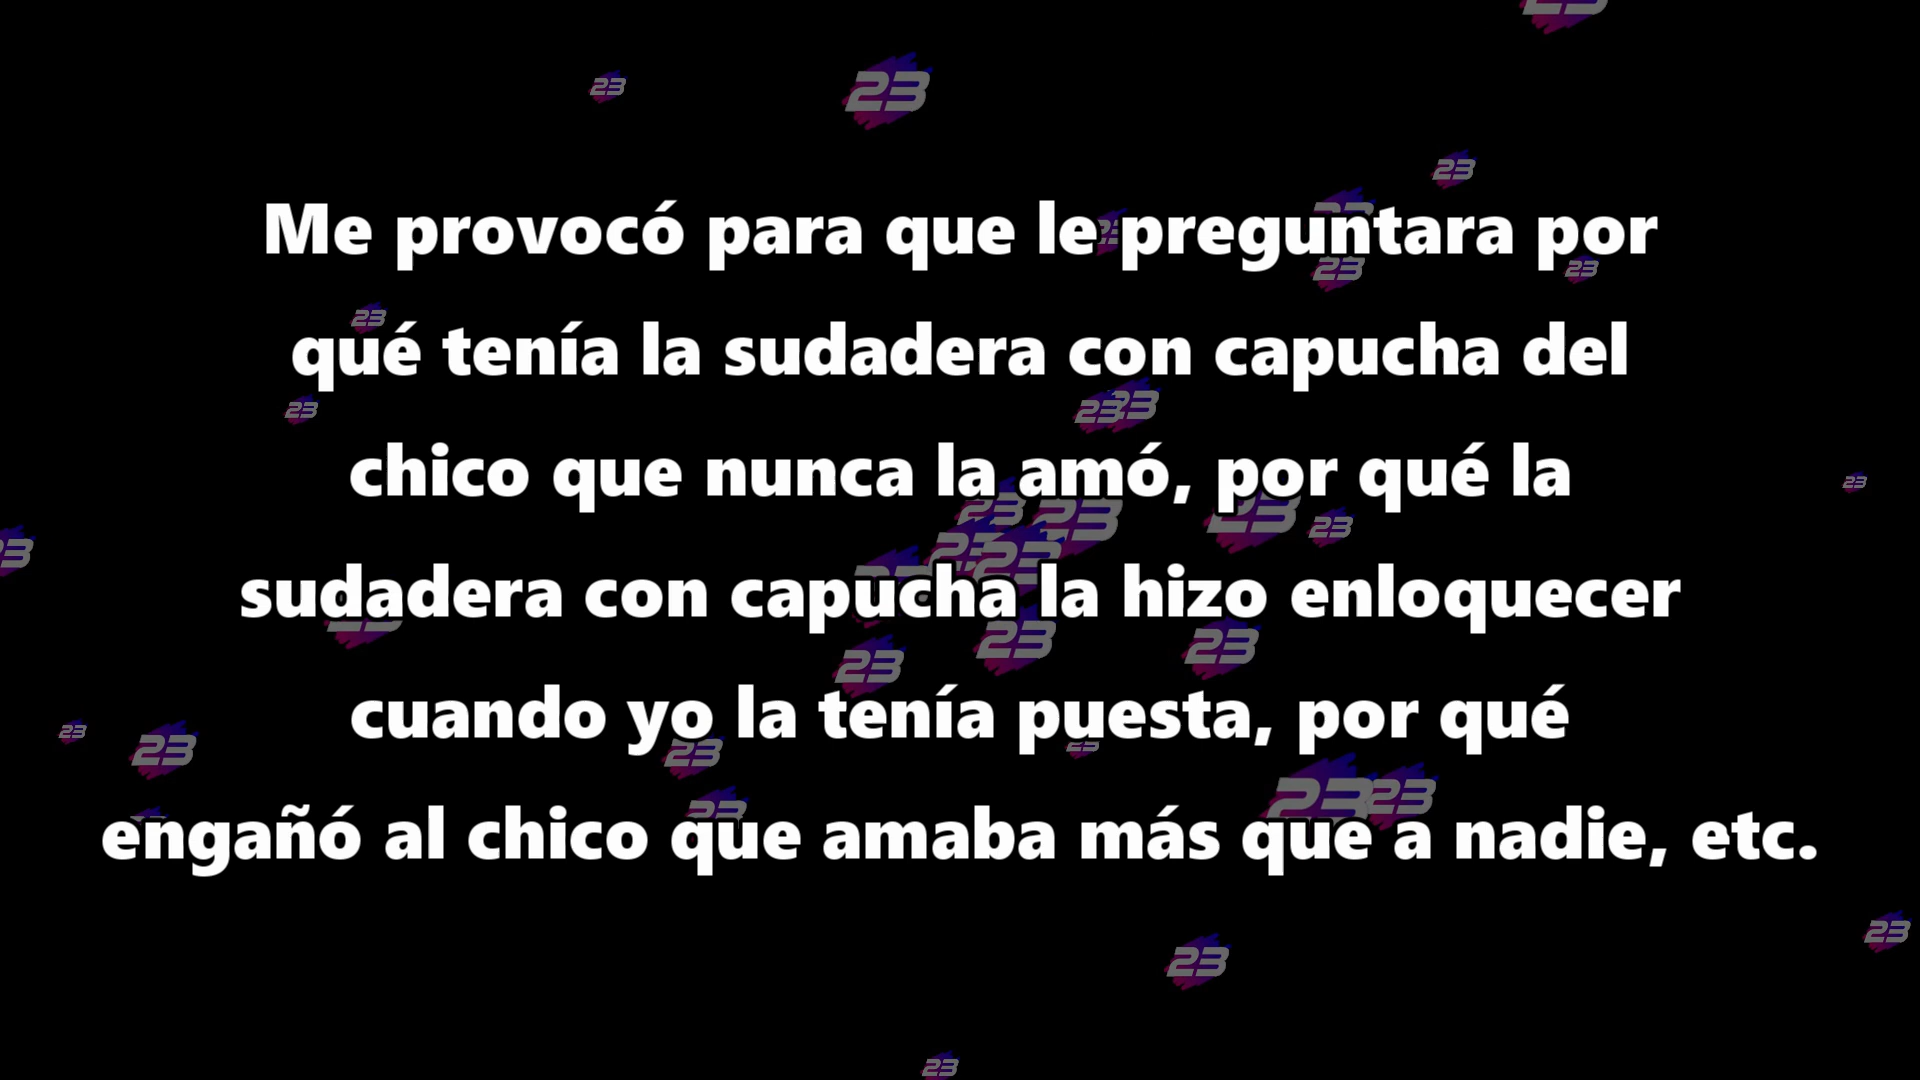 Me provocó para que le preguntara por
qué tenía la sudadera con capucha del
chico que nunca la amó, por qué la
sudadera con capucha la hizo enloquecer
cuando yo la tenía puesta, por qué
engañó al chico que amaba más que a nadie, etc.